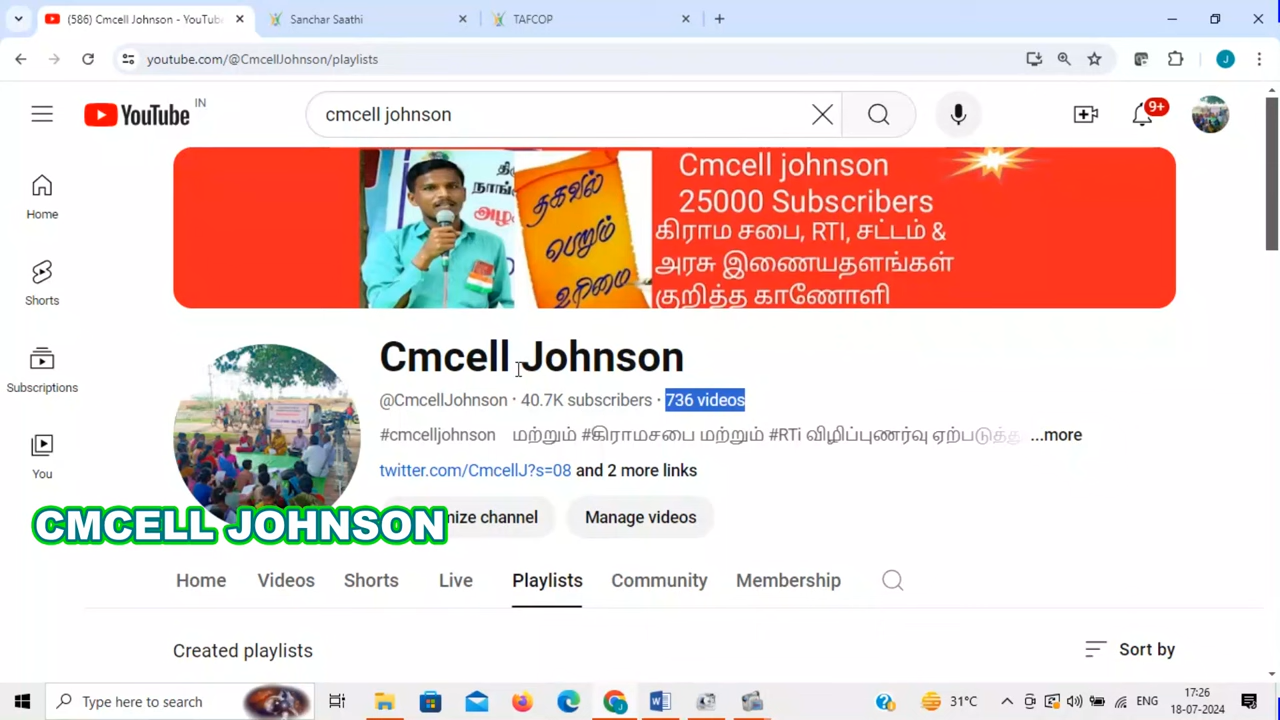 (586) Cmcell Johnson - YouTub
Sanchar Saathi
TAFCOP
youtube.com/@CmcellJohnson/playlists
J
YouTube IN
cmcell johnson
9+
Cmcell johnson
25000 Subscribers
கிராம சபை, RTI, சட்டம் &
அரசு இணையதளங்கள்
குறித்த காணோளி
தகவல்
பெறும்
உரிமை
Home
Shorts
Subscriptions
You
Cmcell Johnson
@CmcellJohnson · 40.7K subscribers · 736 videos
#cmcelljohnson மற்றும் #கிராமசபை மற்றும் #RTi விழிப்புணர்வு ஏற்படுத்த ...more
twitter.com/CmcellJ?s=08 and 2 more links
mize channel
Manage videos
CMCELL JOHNSON
Home Videos Shorts Live Playlists Community Membership
Created playlists
Sort by
Type here to search
31°C
ENG
17:26
18-07-2024